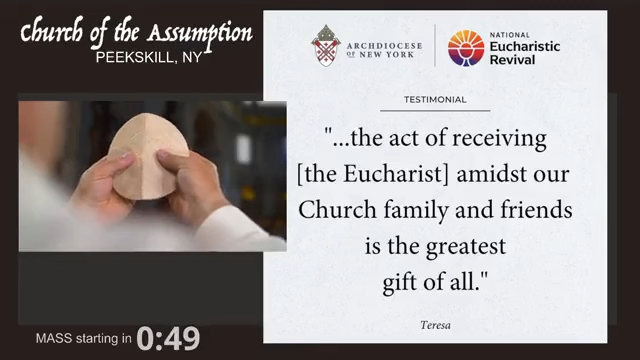 Church of the Assumption
PEEKSKILL, NY
ARCHDIOCESE
OF NEW YORK
NATIONAL
Eucharistic
Revival
TESTIMONIAL
"...the act of receiving
[the Eucharist] amidst our
Church family and friends
is the greatest
gift of all."
Teresa
MASS starting in 0:49